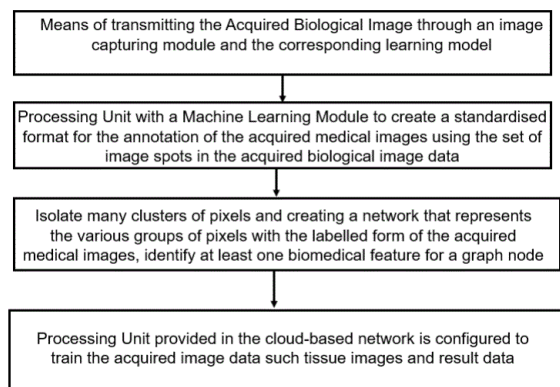 Means of transmitting the Acquired Biological Image through an image
capturing module and the corresponding learning model
Processing Unit with a Machine Learning Module to create a standardised
format for the annotation of the acquired medical images using the set of
image spots in the acquired biological image data
Isolate many clusters of pixels and creating a network that represents
the various groups of pixels with the labelled form of the acquired
medical images, identify at least one biomedical feature for a graph node
Processing Unit provided in the cloud-based network is configured to
train the acquired image data such tissue images and result data